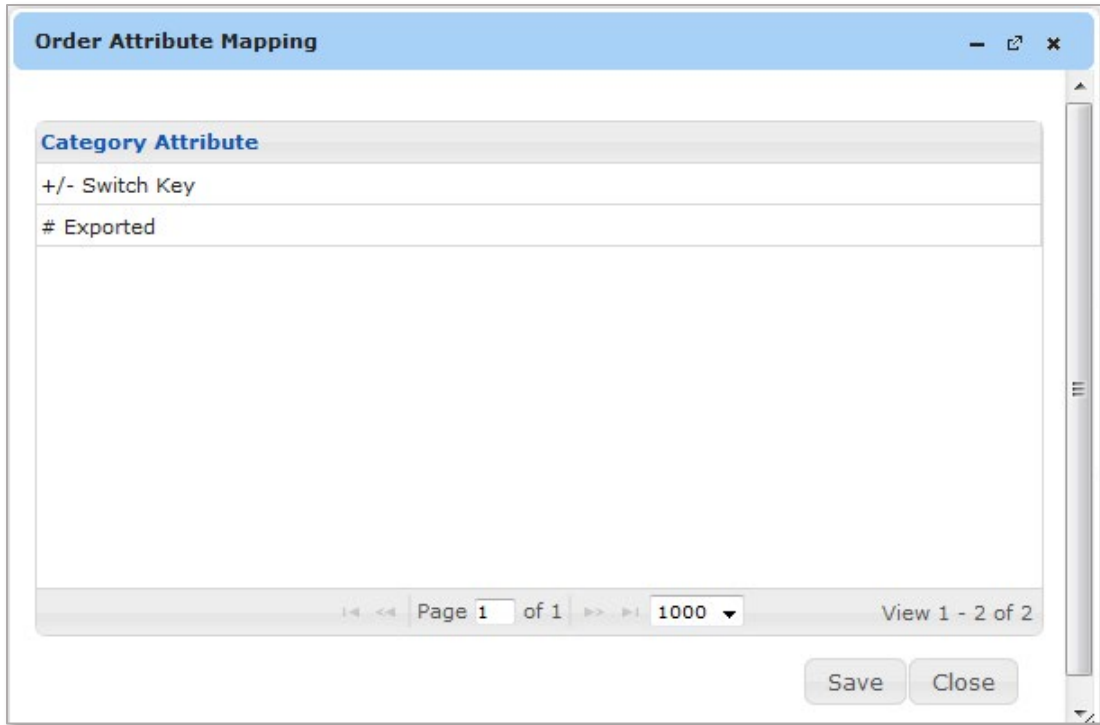 Order Attribute Mapping
Category Attribute
+/- Switch Key
# Exported
Page 1 of 1 1000 View 1 - 2 of 2
Save Close